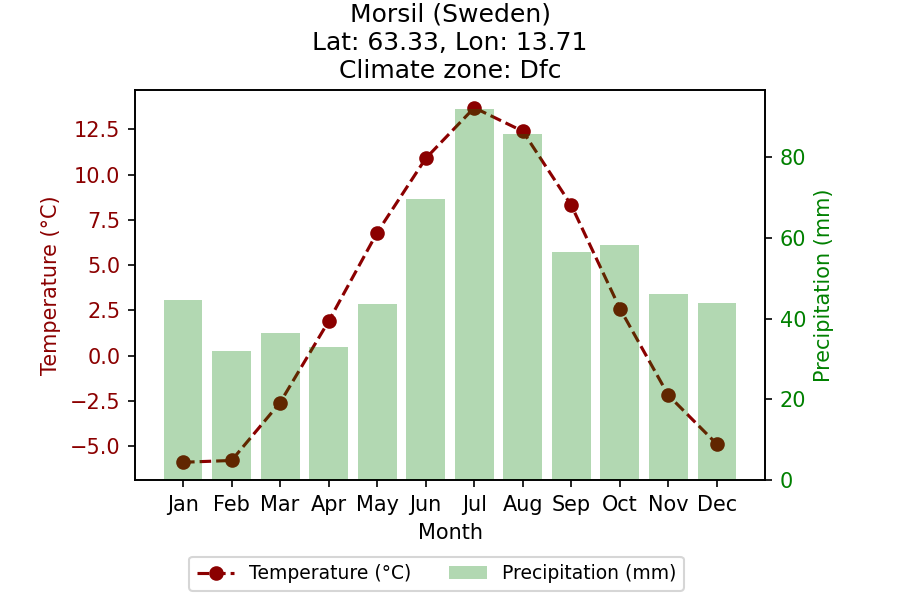 Morsil (Sweden)
Lat: 63.33, Lon: 13.71
Climate zone: Dfc
12.5
10.0
7.5
5.0
2.5
0.0
−2.5
−5.0
Temperature (°C)
80
60
40
20
0
Precipitation (mm)
Jan Feb Mar Apr May Jun Jul Aug Sep Oct Nov Dec
Month
Temperature (°C) Precipitation (mm)